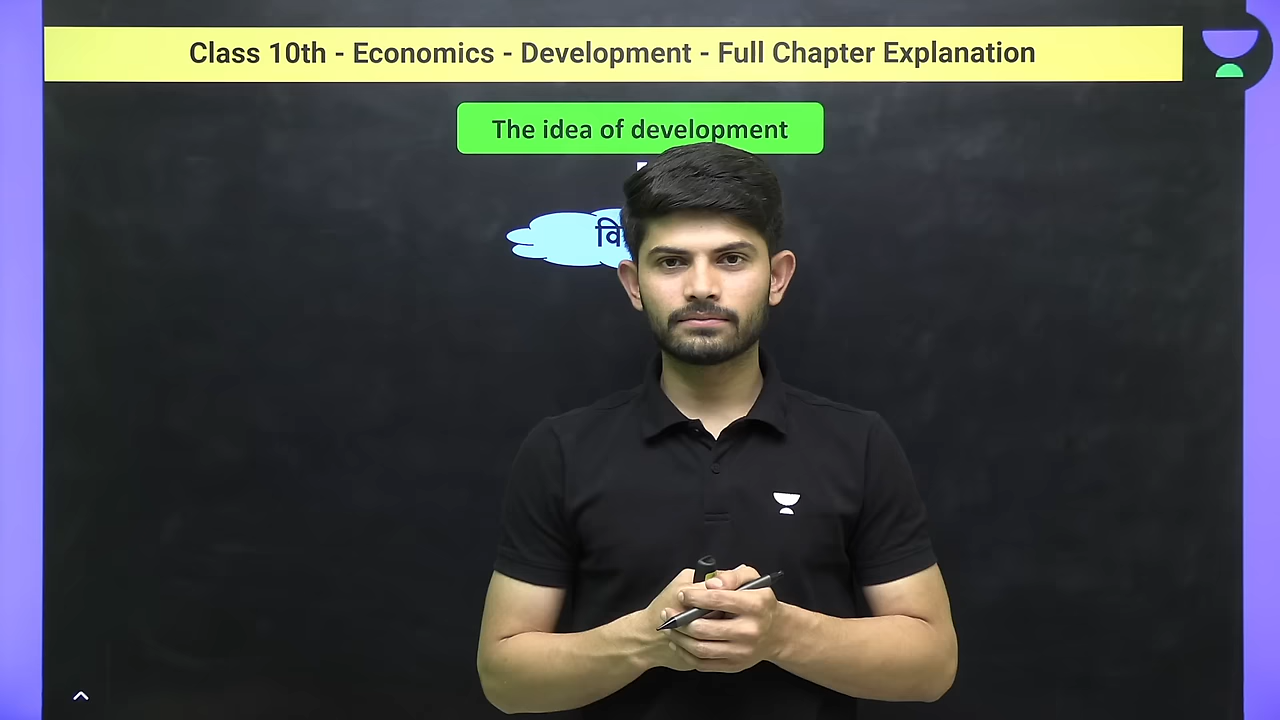 Class 10th - Economics - Development - Full Chapter Explanation
The idea of development